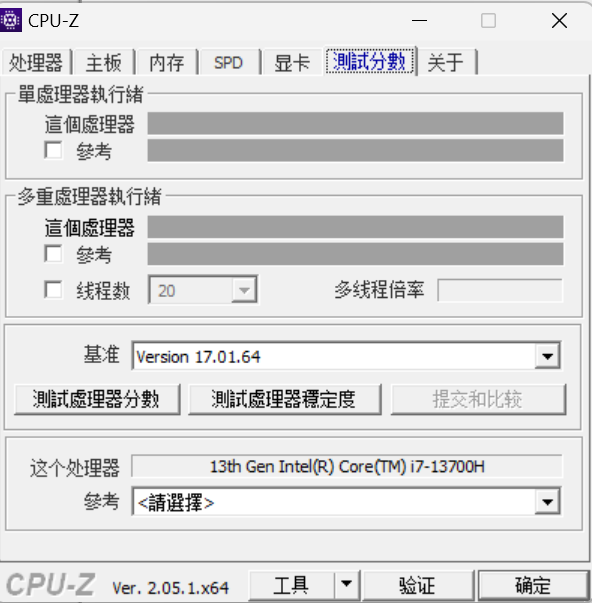 CPU-Z
处理器 主板 内存 SPD 显卡 測試分數 关于
單處理器執行緒
這個處理器
參考
多重處理器執行緒
這個處理器
參考
线程数 20 多线程倍率
基准 Version 17.01.64
測試處理器分數 測試處理器穩定度 提交和比较
这个处理器 13th Gen Intel(R) Core(TM) i7-13700H
參考 <請選擇>
CPU-Z Ver. 2.05.1.x64 工具 验证 确定